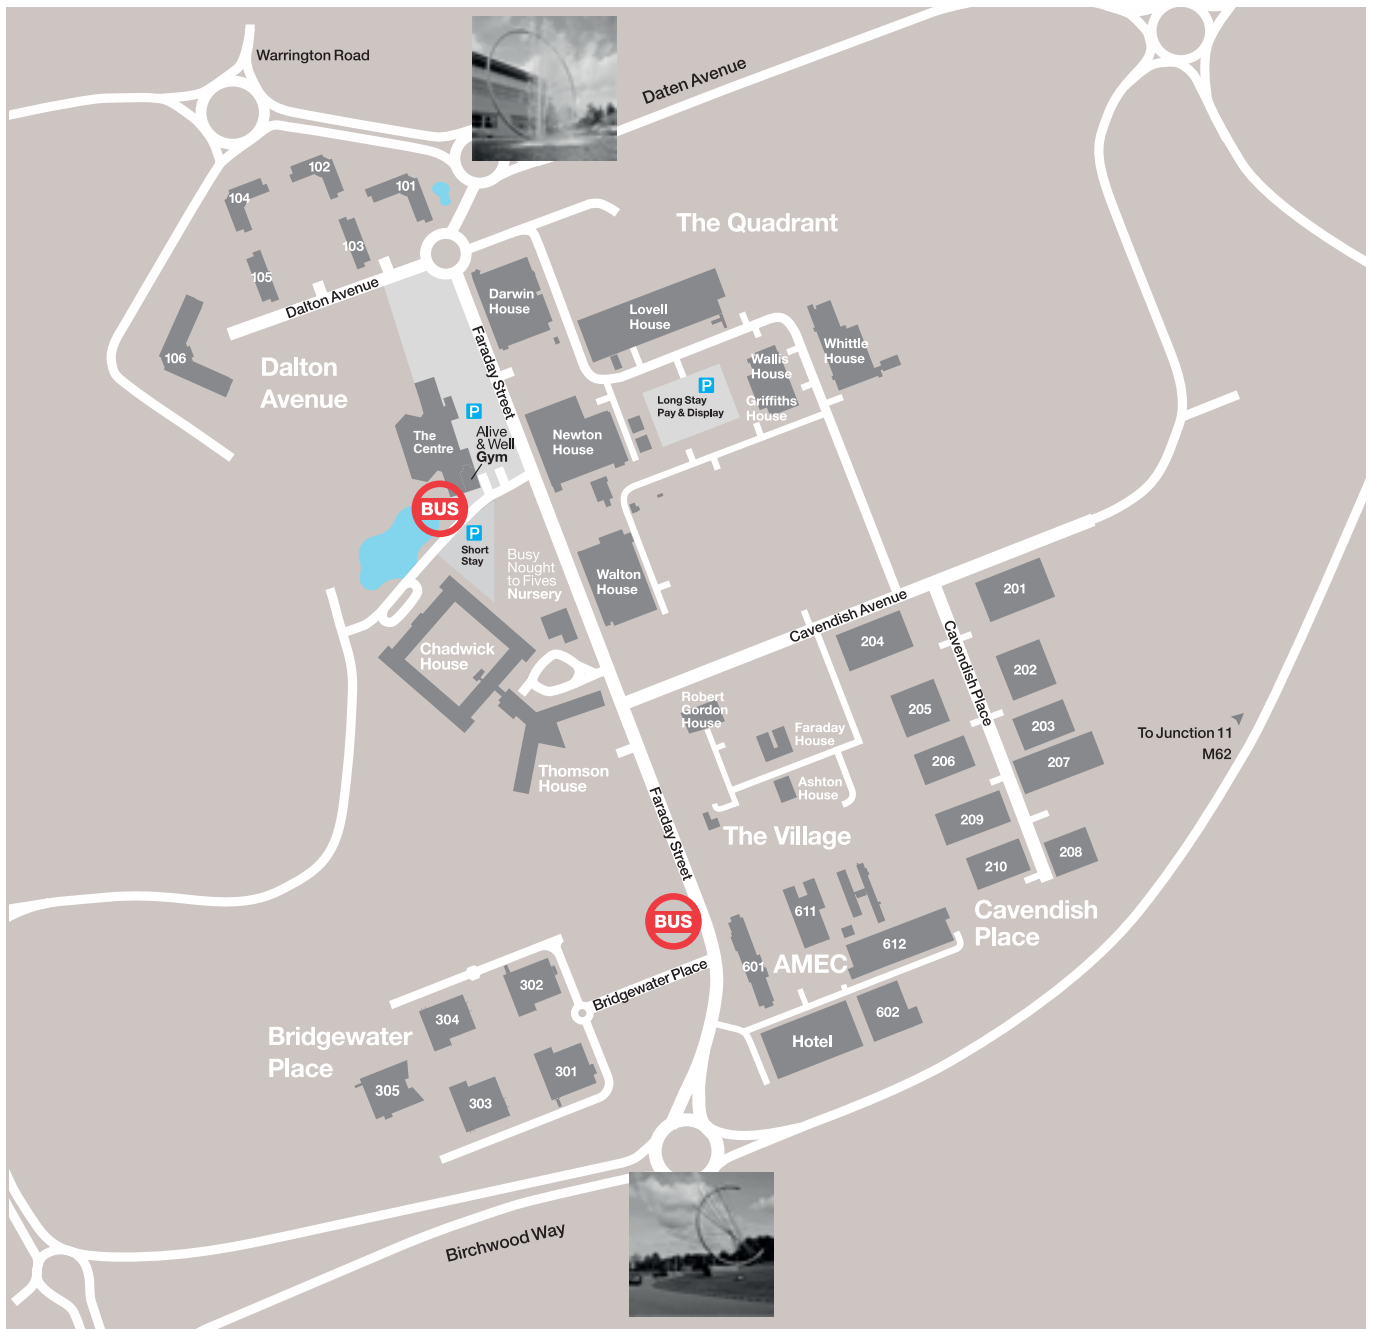 Warrington Road
Daten Avenue
102
101
104
103
105
Dalton Avenue
106
Dalton
Avenue
The Quadrant
Darwin
House
Lovell
House
Faraday Street
Whittle
House
Wallis
House
Griffiths
House
P
Long Stay
Pay & Display
P
Alive
& Well
Gym
The
Centre
Newton
House
BUS
P
Short
Stay
Busy
Nought
to Fives
Nursery
Walton
House
Chadwick
House
Cavendish Avenue
201
204
Cavendish Place
202
205
203
206
207
209
208
210
Cavendish
Place
To Junction 11
M62
Robert
Gordon
House
Faraday
House
Ashton
House
The Village
Thomson
House
Faraday Street
BUS
611
612
601
AMEC
602
Hotel
Bridgewater Place
302
304
301
305
303
Bridgewater
Place
Birchwood Way